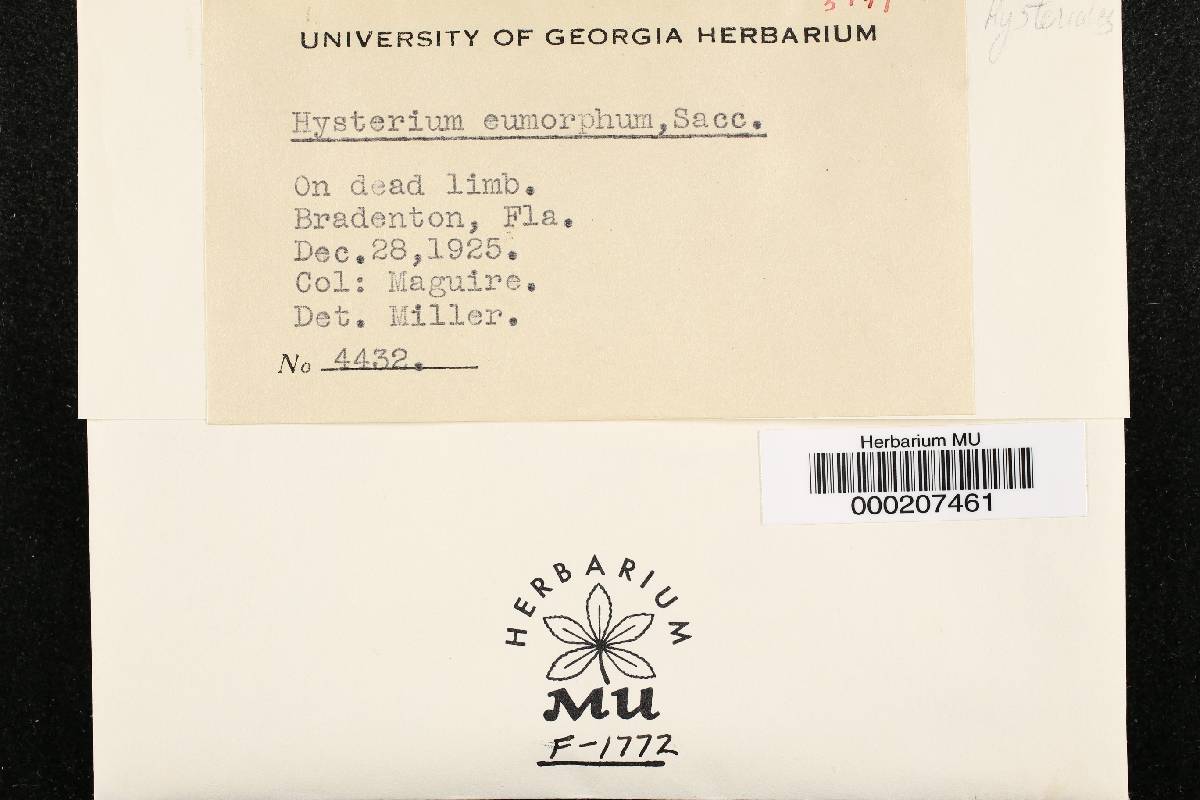 Hysteriales
UNIVERSITY OF GEORGIA HERBARIUM
Hysterium eumorphum,Sacc.
On dead limb.
Bradenton, Fla.
Dec.28,1925.
Col: Maguire.
Det. Miller.
No 4432.
Herbarium MU
000207461
HERBARIUM
MU
F-1772